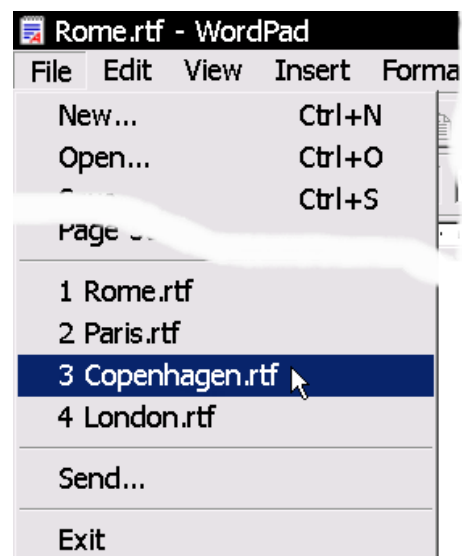 Rome.rtf - WordPad
File Edit View Insert
New... Ctrl+N
Open... Ctrl+O
Ctrl+S
Page
1 Rome.rtf
2 Paris.rtf
3 Copenhagen.rtf
4 London.rtf
Send...
Exit